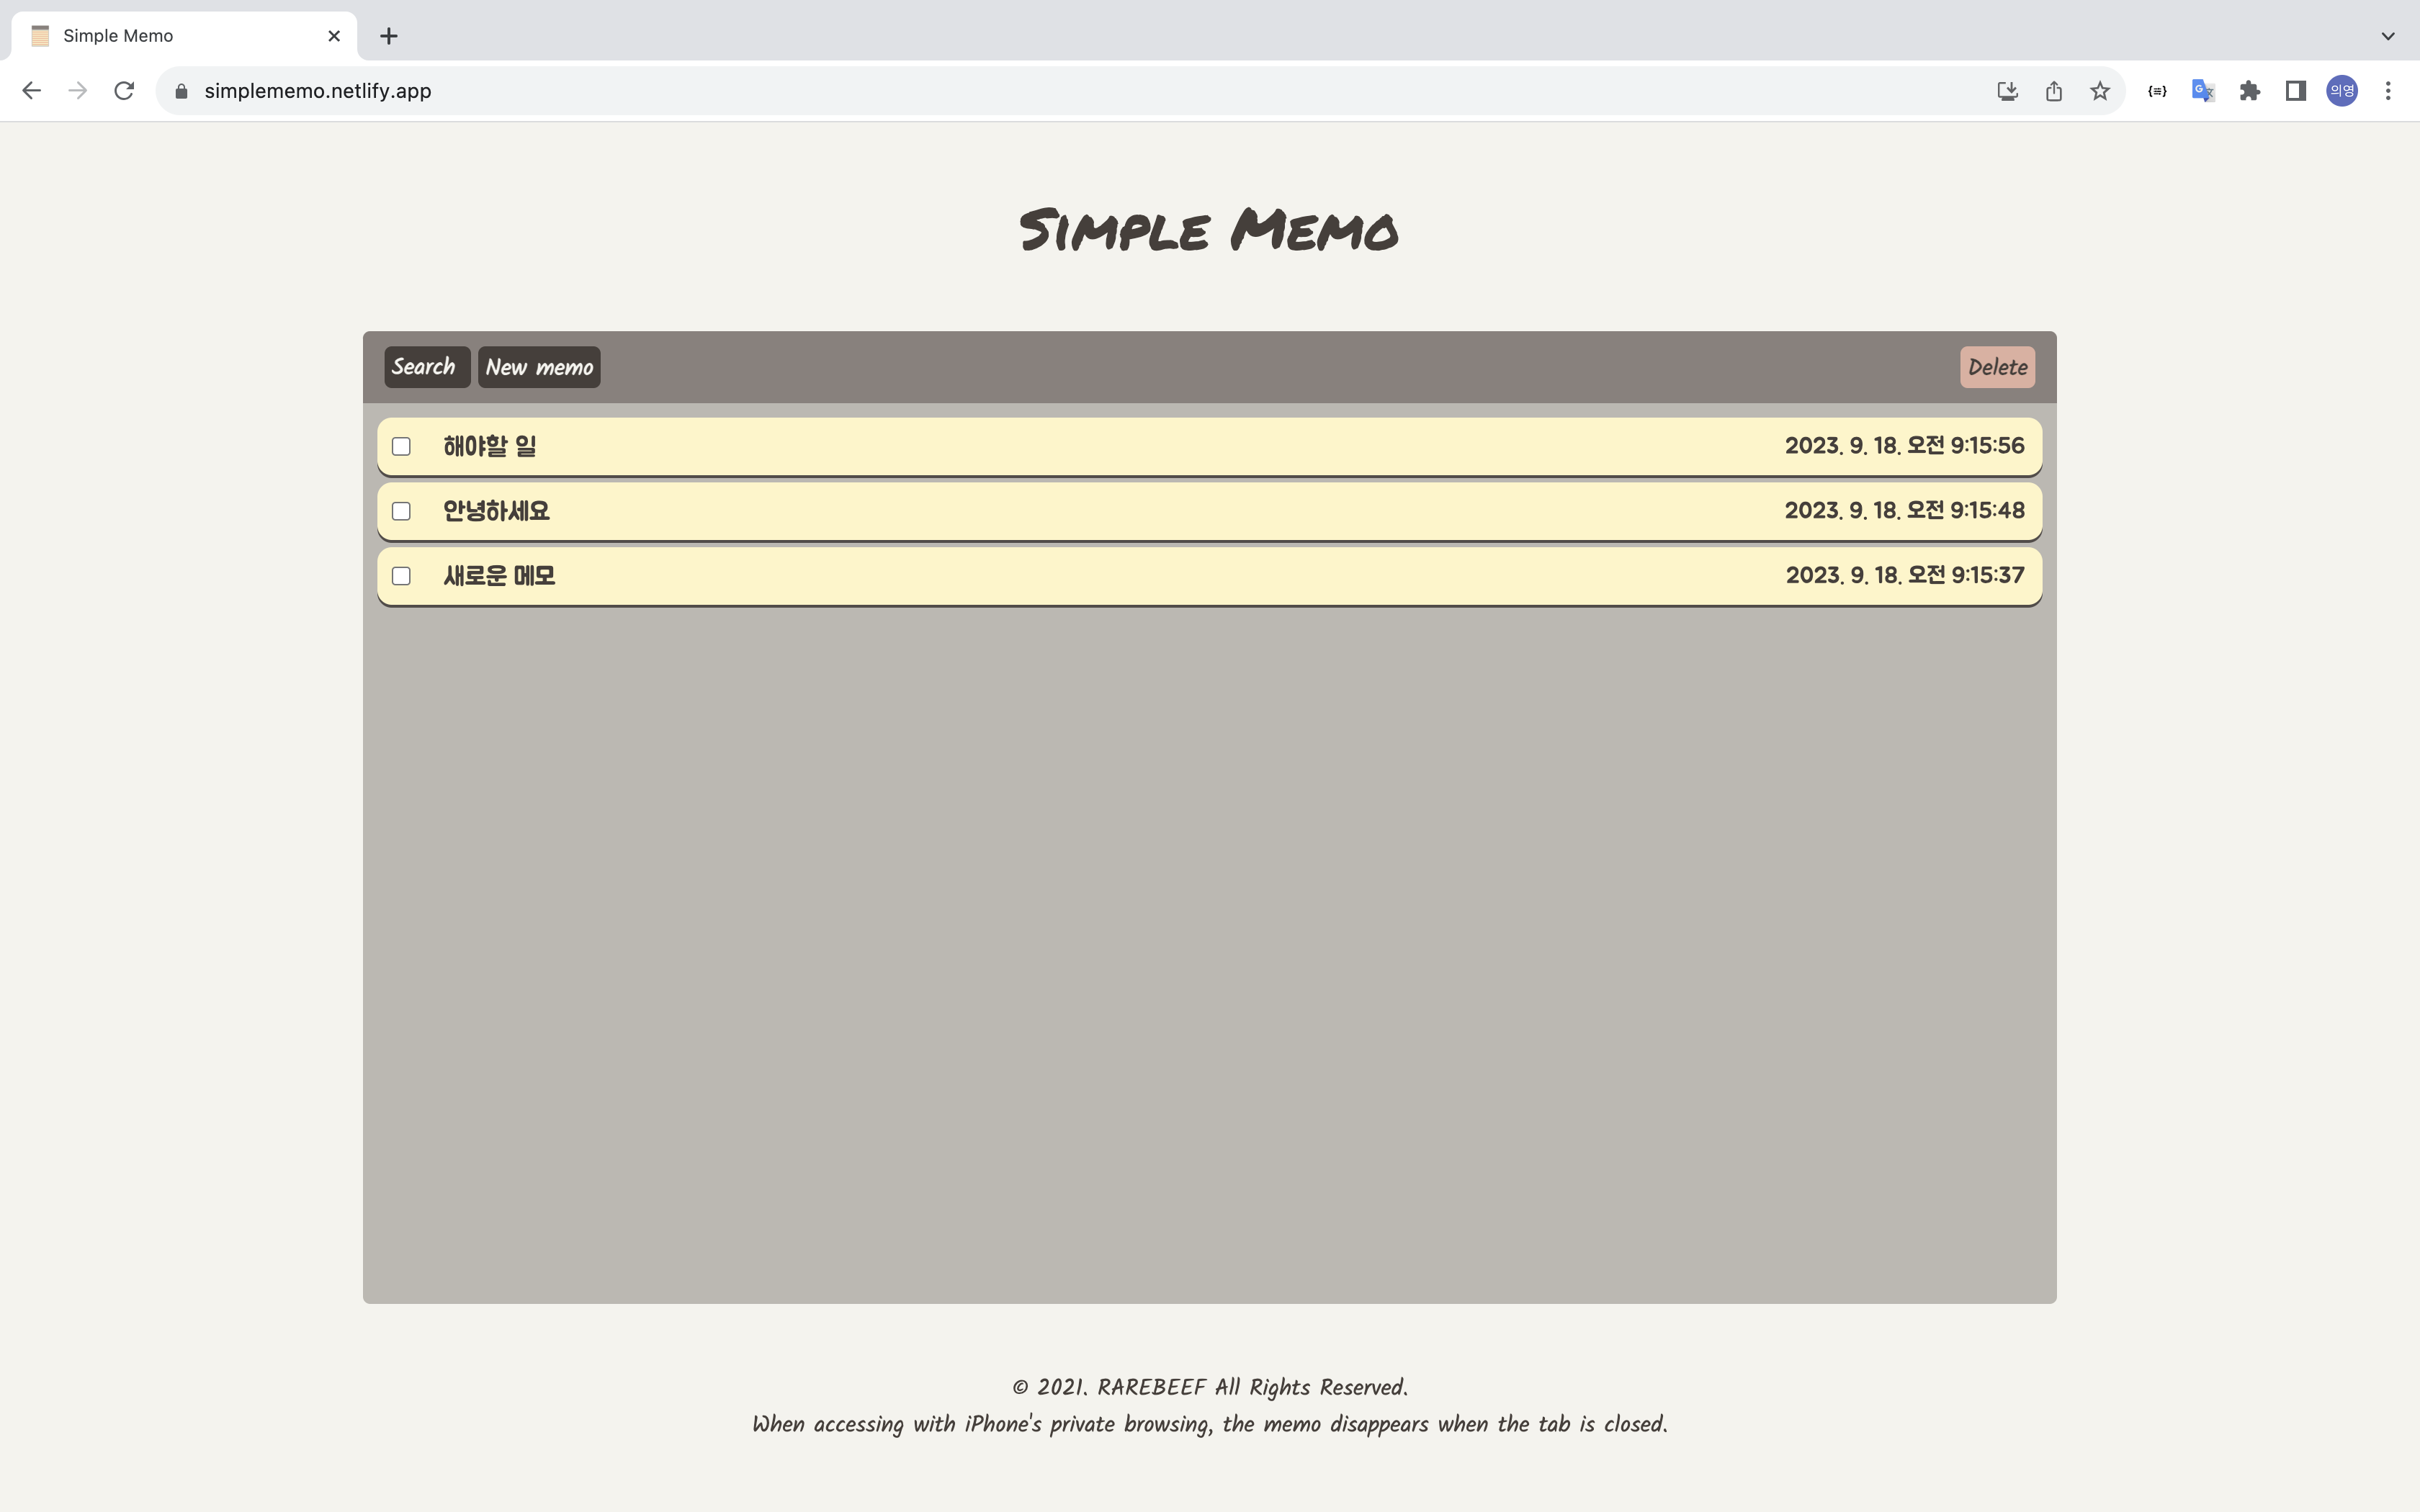 Simple Memo
simplememo.netlify.app
의영
Simple Memo
Search New memo Delete
해야할 일 2023. 9. 18. 오전 9:15:56
안녕하세요 2023. 9. 18. 오전 9:15:48
새로운 메모 2023. 9. 18. 오전 9:15:37
© 2021. RAREBEEF All Rights Reserved.
When accessing with iPhone's private browsing, the memo disappears when the tab is closed.